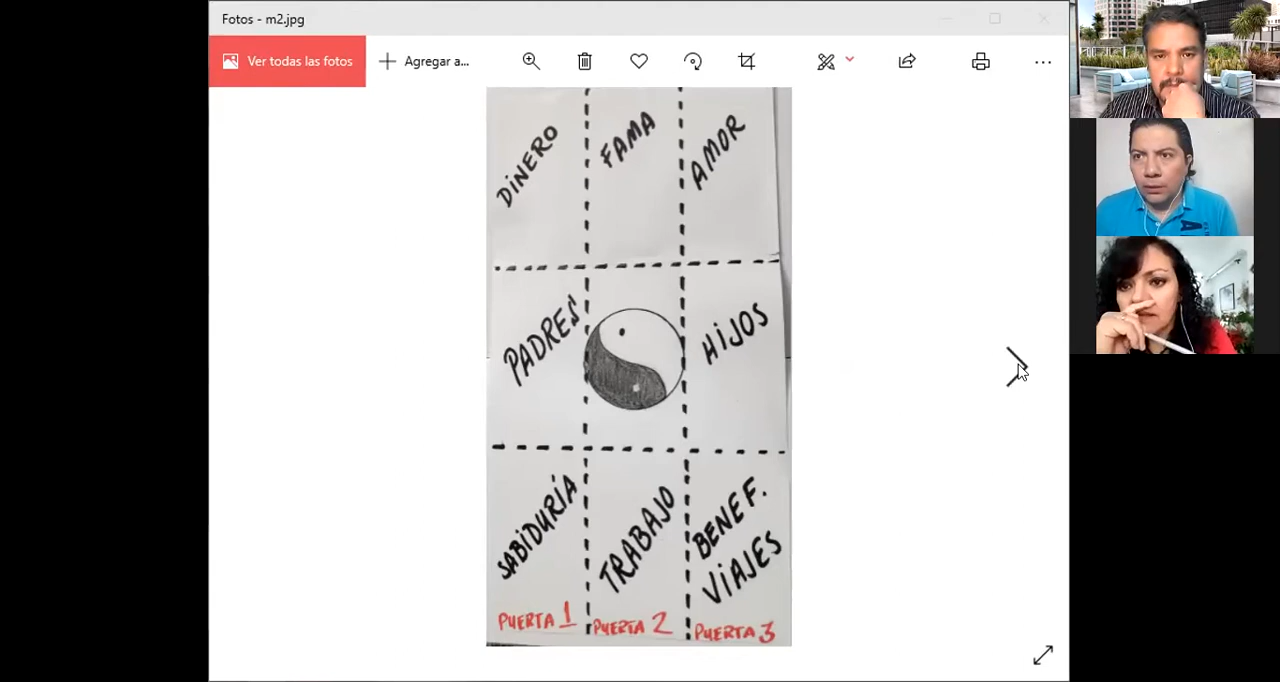 Fotos - m2.jpg
Ver todas las fotos
Agregar a...
DINERO
FAMA
AMOR
PADRES
HIJOS
SABIDURÍA
TRABAJO
BENEF.
VIAJES
PUERTA 1
PUERTA 2
PUERTA 3